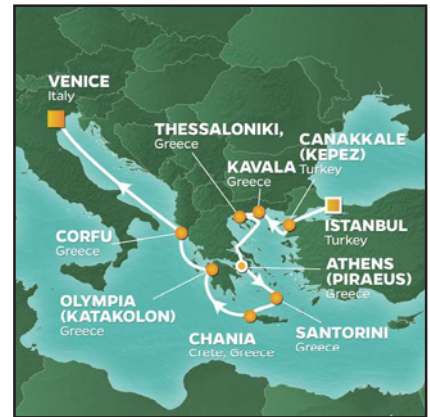 VENICE
Italy
THESSALONIKI,
Greece
CANAKKALE
(KEPEZ)
Turkey
KAVALA
Greece
ISTANBUL
Turkey
CORFU
Greece
ATHENS
(PIRAEUS)
Greece
OLYMPIA
(KATAKOLON)
Greece
SANTORINI
Greece
CHANIA
Crete, Greece